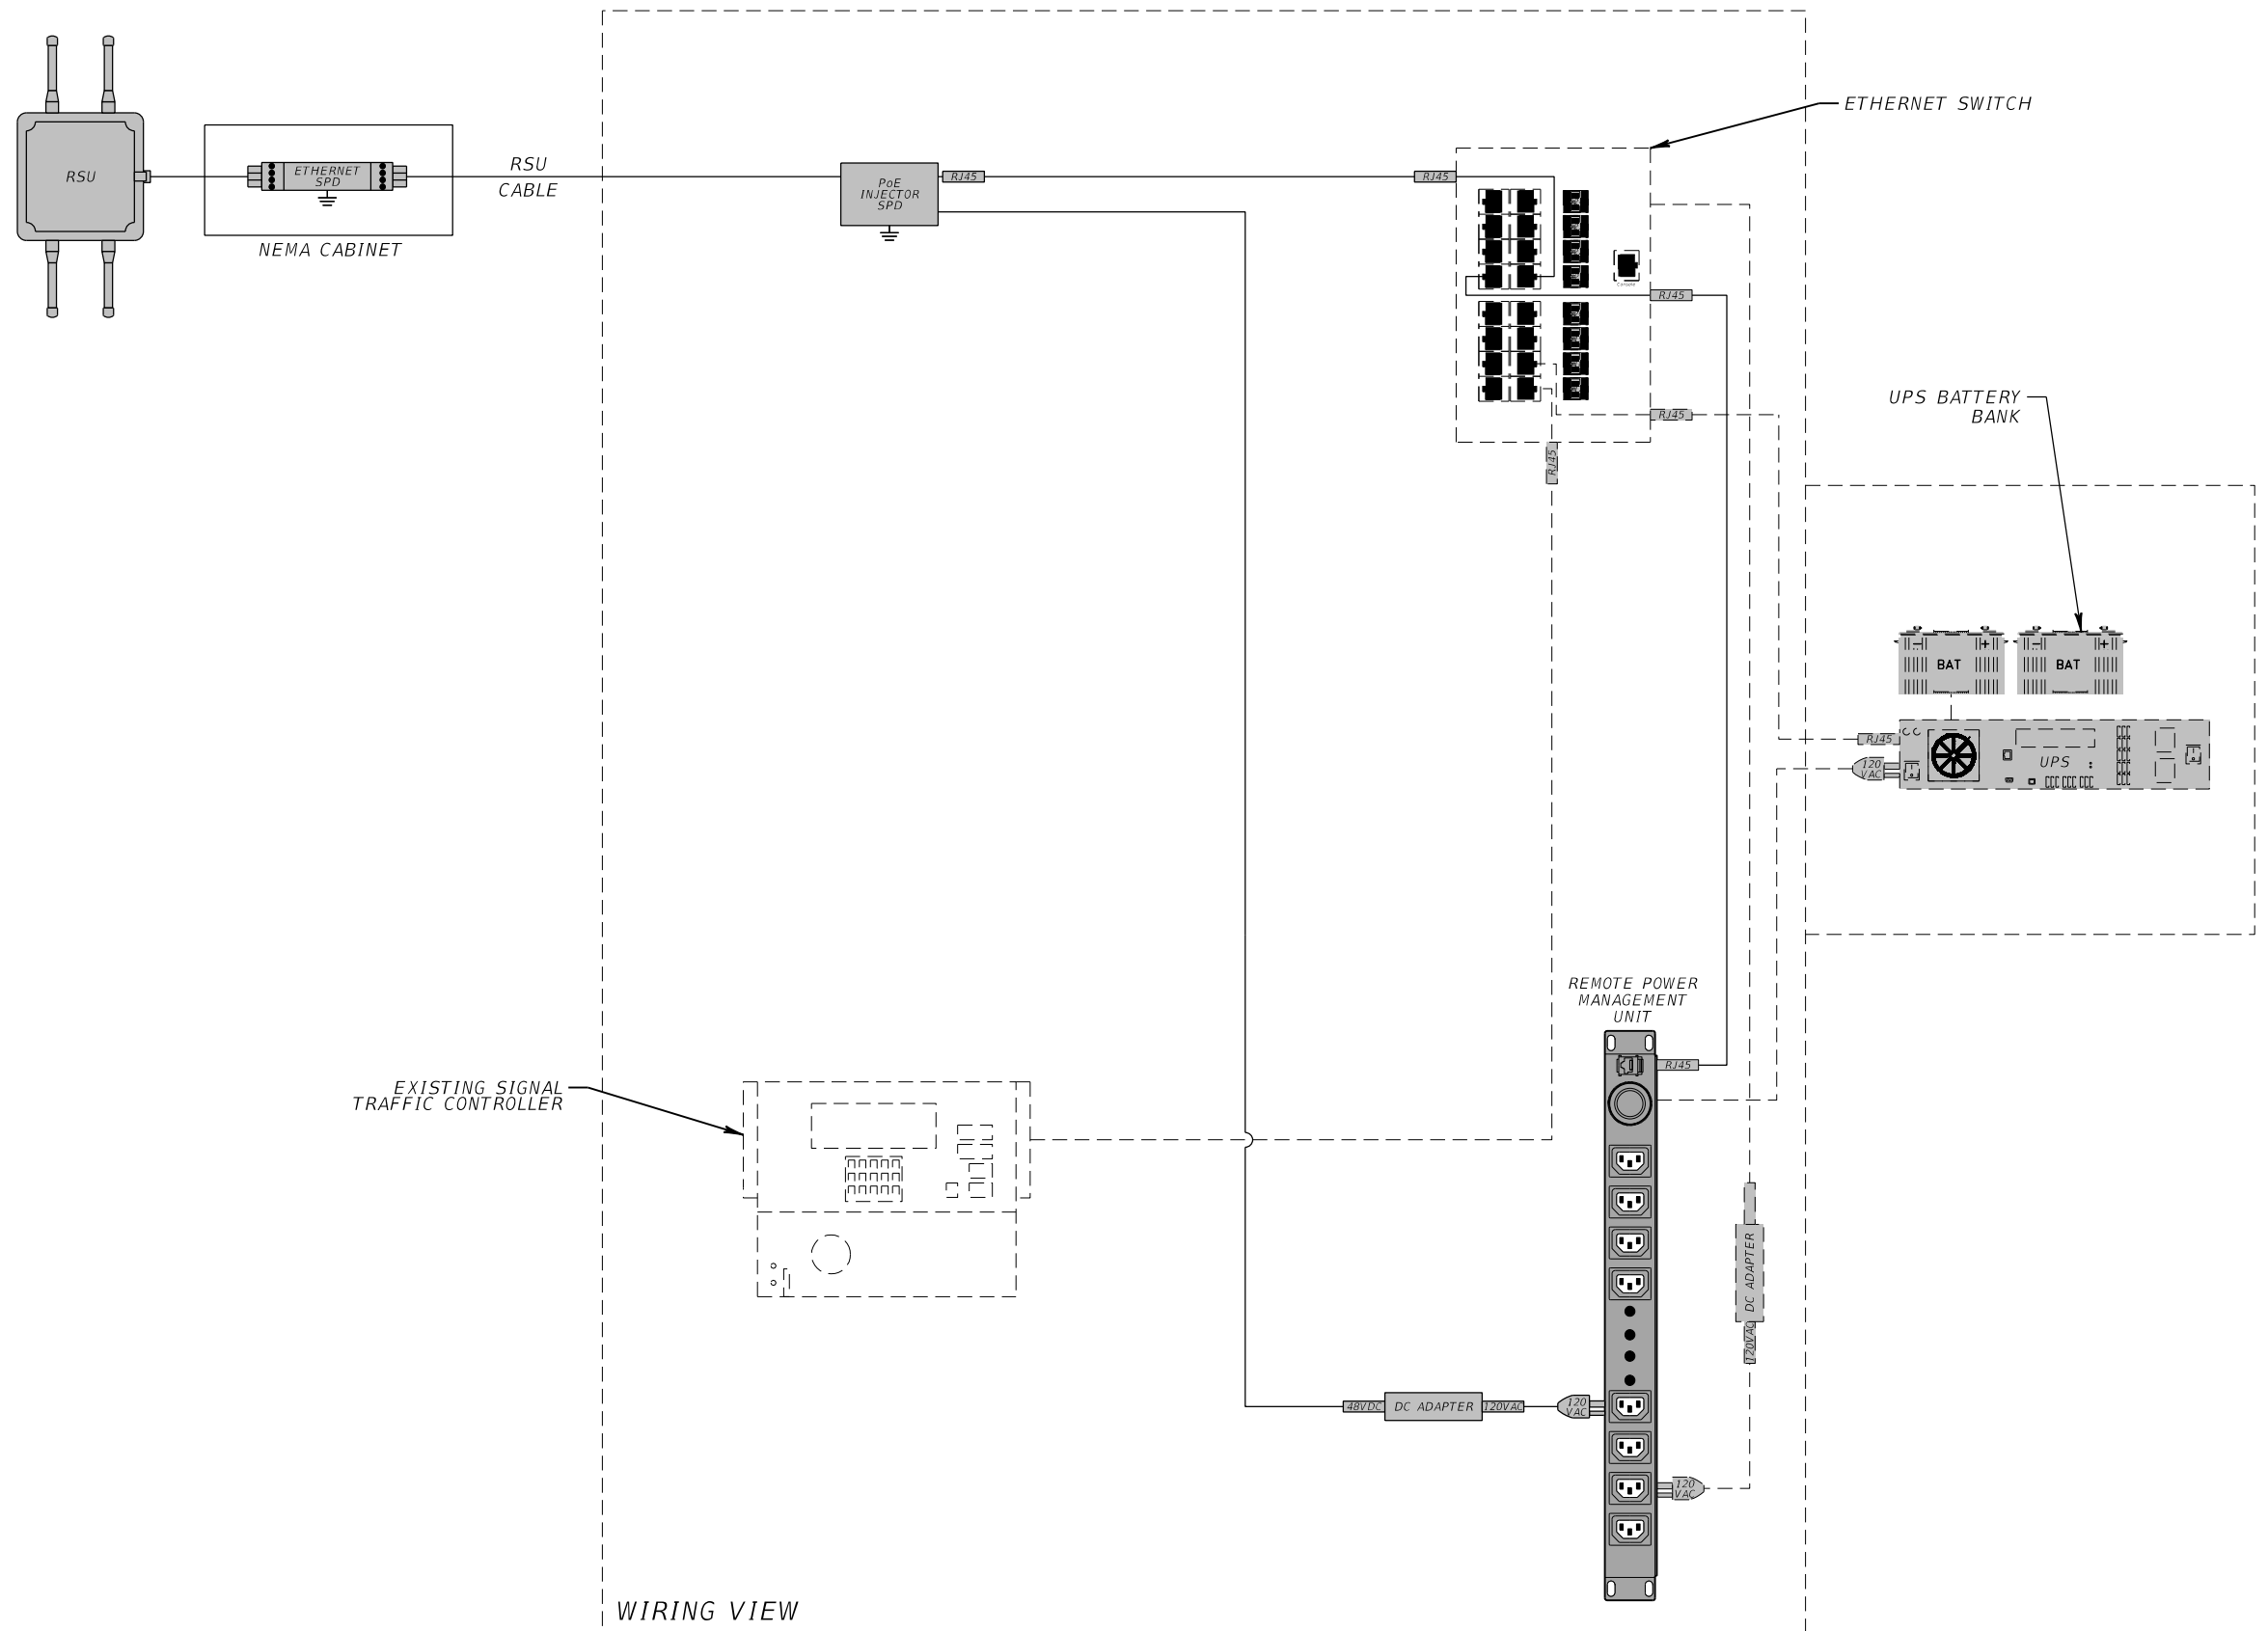 ETHERNET SWITCH
RSU
ETHERNET
SPD
RSU
CABLE
NEMA CABINET
PoE
INJECTOR
SPD
RJ45
RJ45
Console
RJ45
RJ45
RJ45
UPS BATTERY
BANK
BAT
BAT
RJ45
UPS
120
VAC
REMOTE POWER
MANAGEMENT
UNIT
RJ45
EXISTING SIGNAL
TRAFFIC CONTROLLER
DC ADAPTER
120VAC
48VDC
DC ADAPTER
120VAC
120
VAC
120
VAC
WIRING VIEW